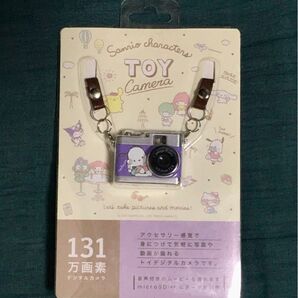 Sanrio characters
TOY
Camera
Let's take pictures and movies!
131
万画素
デジタルカメラ
アクセサリー感覚で
身につけて気軽に写真や
動画が撮れる
トイデジタルカメラです。